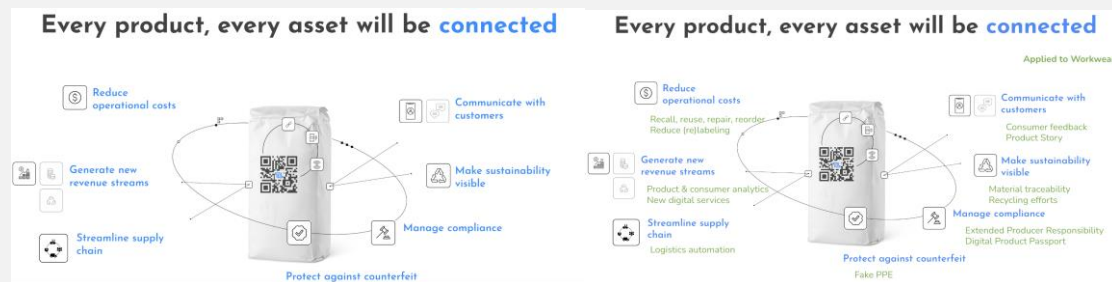 Every product, every asset will be connected
Reduce
operational costs
Communicate with
customers
Generate new
revenue streams
Make sustainability
visible
Streamline supply
chain
Manage compliance
Protect against counterfeit
Every product, every asset will be connected
Applied to Workwea
Reduce
operational costs
Recall, reuse, repair, reorder
Reduce (re)labeling
Communicate with
customers
Consumer feedback
Product Story
Generate new
revenue streams
Product & consumer analytics
New digital services
Make sustainability
visible
Material traceability
Recycling efforts
Streamline supply
chain
Logistics automation
Manage compliance
Extended Producer Responsibility
Digital Product Passport
Protect against counterfeit
Fake PPE